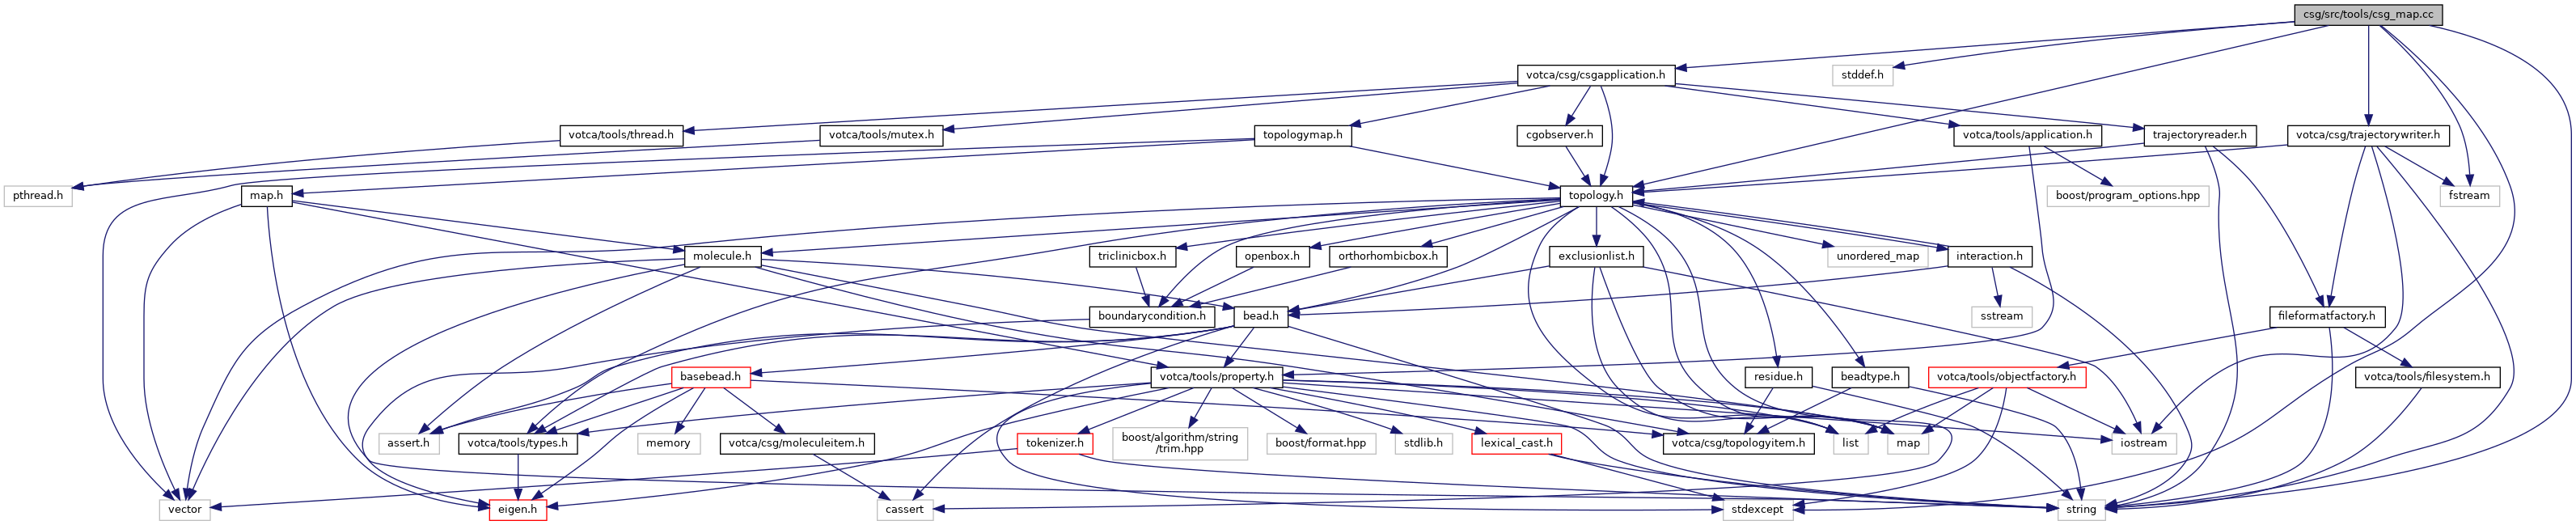 csg/src/tools/csg_map.cc
votca/csg/csgapplication.h
stddef.h
votca/tools/thread.h
votca/tools/mutex.h
topologymap.h
cgobserver.h
votca/tools/application.h
trajectoryreader.h
votca/csg/trajectorywriter.h
pthread.h
map.h
topology.h
boost/program_options.hpp
fstream
molecule.h
triclinicbox.h
openbox.h
orthorhombicbox.h
exclusionlist.h
unordered_map
interaction.h
boundarycondition.h
bead.h
sstream
fileformatfactory.h
basebead.h
votca/tools/property.h
residue.h
beadtype.h
votca/tools/objectfactory.h
votca/tools/filesystem.h
assert.h
votca/tools/types.h
memory
votca/csg/moleculeitem.h
tokenizer.h
boost/algorithm/string
/trim.hpp
boost/format.hpp
stdlib.h
lexical_cast.h
votca/csg/topologyitem.h
list
map
iostream
vector
eigen.h
cassert
stdexcept
string